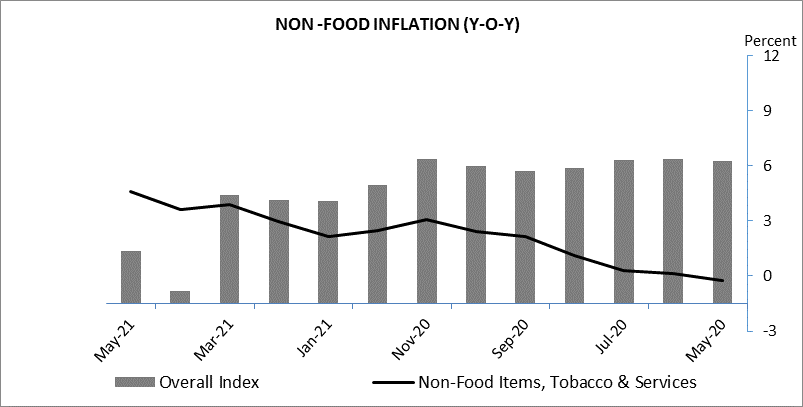 NON -FOOD INFLATION (Y-O-Y)
Percent
12
9
6
3
0
-3
May-21
Mar-21
Jan-21
Nov-20
Sep-20
Jul-20
May-20
Overall Index
Non-Food Items, Tobacco & Services